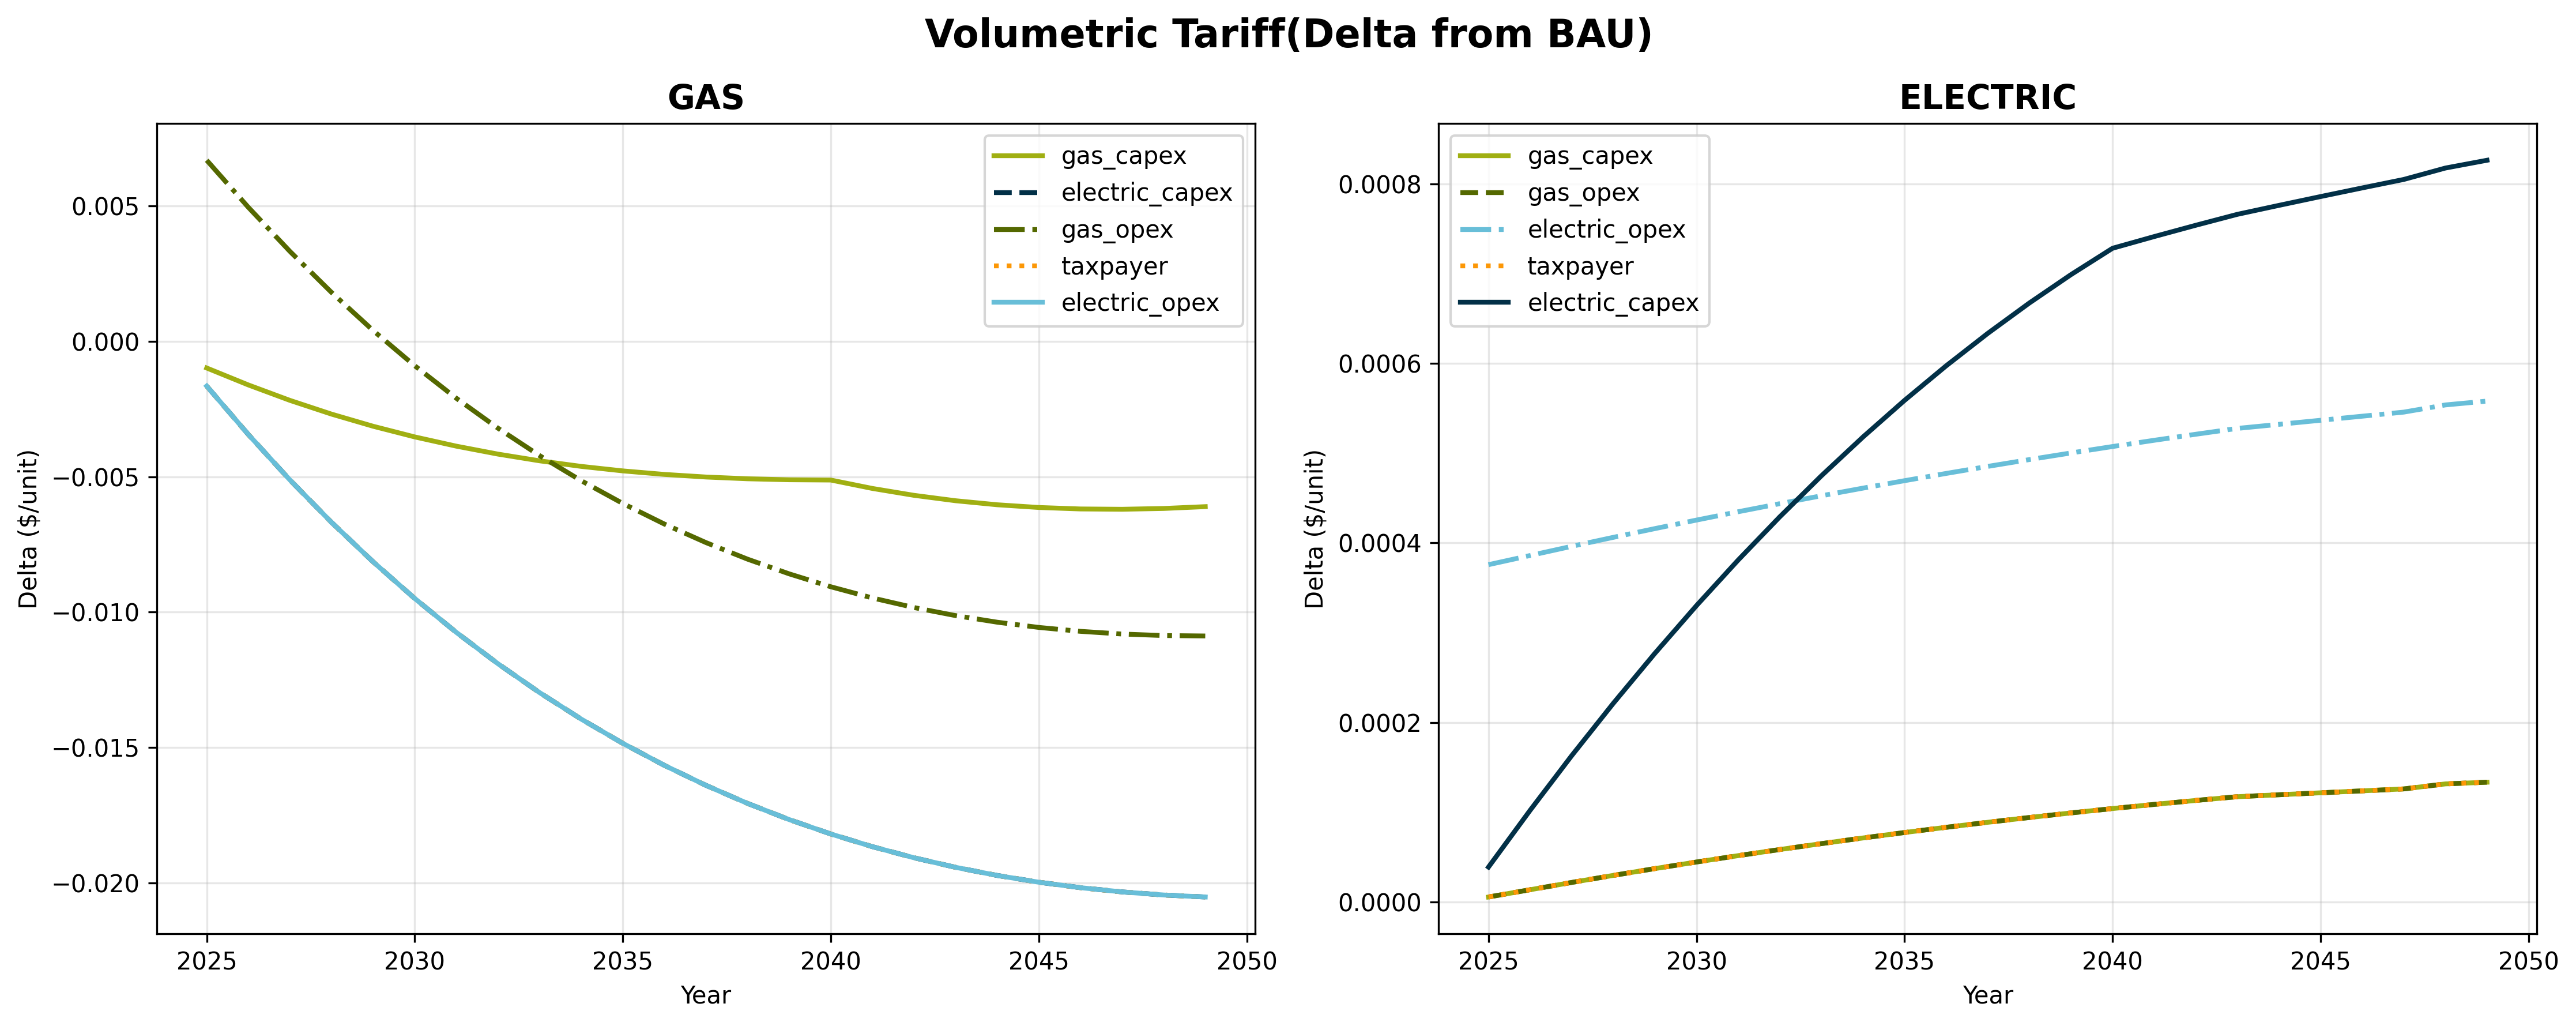 Volumetric Tariff(Delta from BAU)
GAS
gas_capex
electric_capex
gas_opex
taxpayer
electric_opex
0.005
0.000
−0.005
−0.010
−0.015
−0.020
Delta ($/unit)
2025 2030 2035 2040 2045 2050
Year
ELECTRIC
gas_capex
gas_opex
electric_opex
taxpayer
electric_capex
0.0008
0.0006
0.0004
0.0002
0.0000
Delta ($/unit)
2025 2030 2035 2040 2045 2050
Year